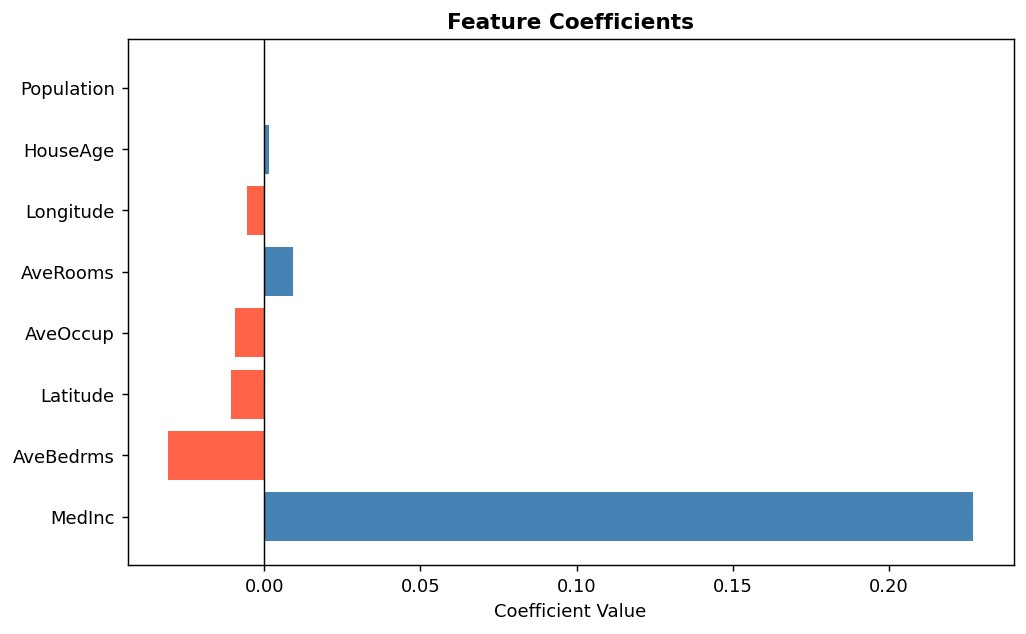 Feature Coefficients
Population
HouseAge
Longitude
AveRooms
AveOccup
Latitude
AveBedrms
MedInc
0.00 0.05 0.10 0.15 0.20
Coefficient Value